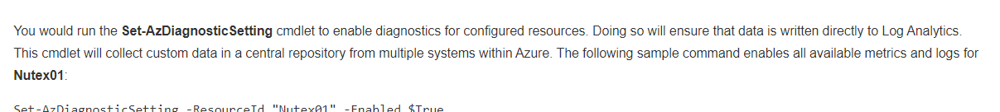 You would run the Set-AzDiagnosticSetting cmdlet to enable diagnostics for configured resources. Doing so will ensure that data is written directly to Log Analytics.
This cmdlet will collect custom data in a central repository from multiple systems within Azure. The following sample command enables all available metrics and logs for
Nutex01:
Set-AzDiagnosticSetting -ResourceId "Nutex01" -Enabled $True